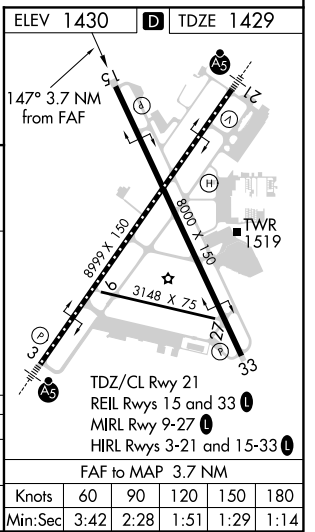 ELEV 1430 D TDZE 1429
A5
15
21
147° 3.7 NM
from FAF
P
V
H
TWR
1519
8999 X 150
8000 X 150
9
3148 X 75
27
P
3
P
33
A5
TDZ/CL Rwy 21
REIL Rwys 15 and 33 L
MIRL Rwy 9-27 L
HIRL Rwys 3-21 and 15-33 L
FAF to MAP 3.7 NM
Knots 60 90 120 150 180
Min:Sec 3:42 2:28 1:51 1:29 1:14